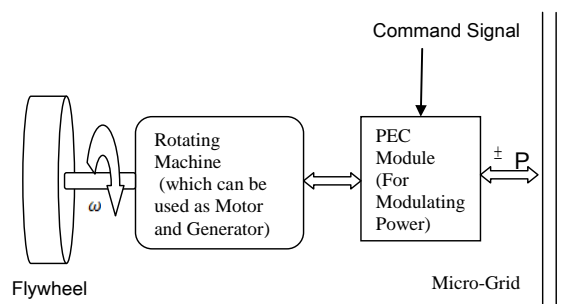 Command Signal
Rotating
Machine
(which can be
used as Motor
and Generator)
PEC
Module
(For
Modulating
Power)
± P
ω
Flywheel
Micro-Grid